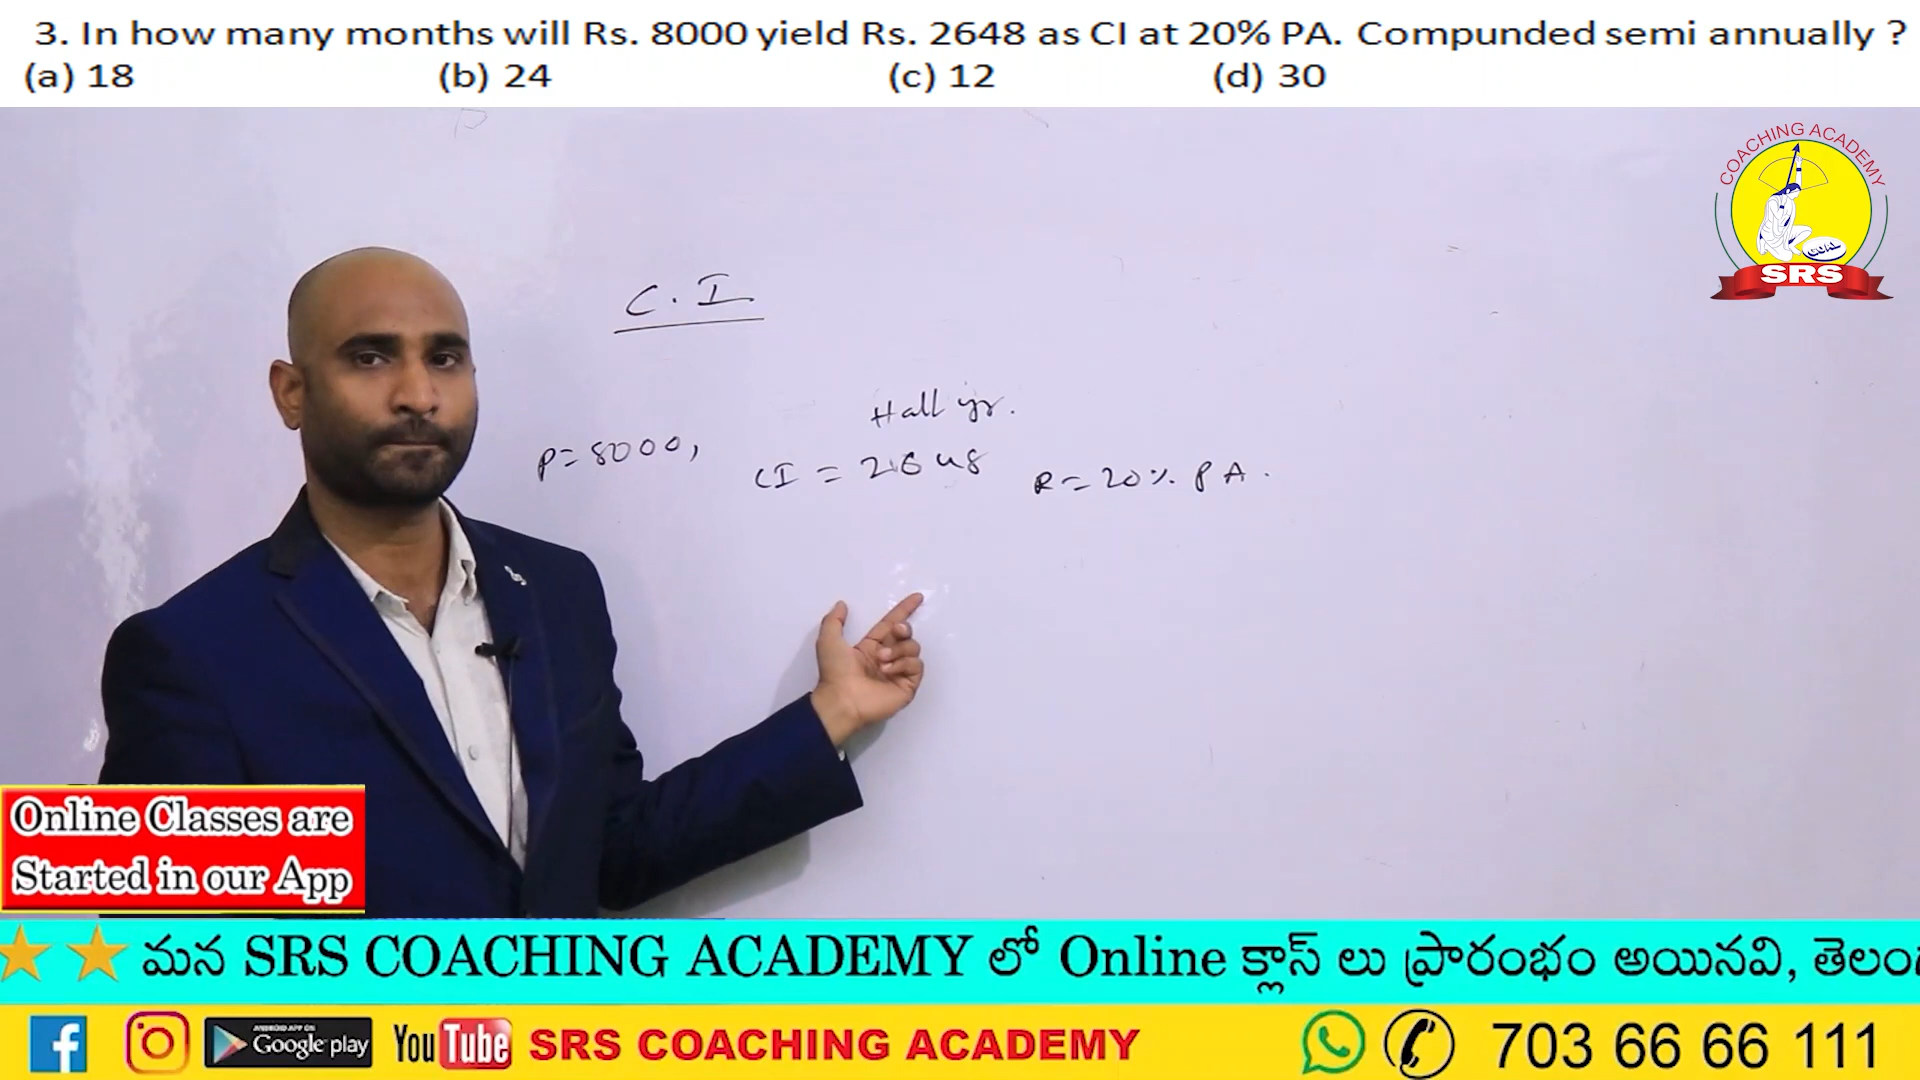 3. In how many months will Rs. 8000 yield Rs. 2648 as CI at 20% PA. Compunded semi annually ?
(a) 18 (b) 24 (c) 12 (d) 30
COACHING ACADEMY
SRS
C.I
Half yr.
P=8000, CI = 2648 R=20% PA.
Online Classes are
Started in our App
మన SRS COACHING ACADEMY లో Online క్లాస్ లు ప్రారంభం అయినవి,
f ANDROID APP ON Google play YouTube SRS COACHING ACADEMY 703 66 66 111